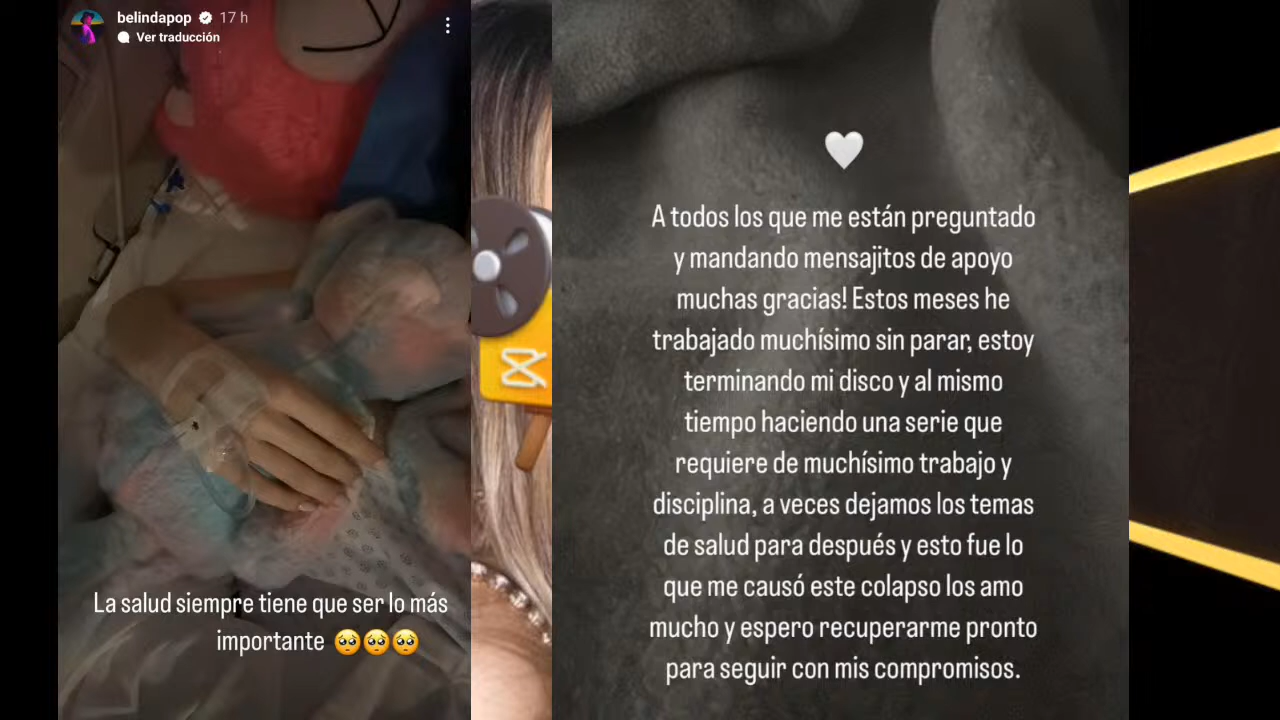 belindapop 17 h
Ver traducción
La salud siempre tiene que ser lo más
importante 🥺🥺🥺
🤍
A todos los que me están preguntado
y mandando mensajitos de apoyo
muchas gracias! Estos meses he
trabajado muchísimo sin parar, estoy
terminando mi disco y al mismo
tiempo haciendo una serie que
requiere de muchísimo trabajo y
disciplina, a veces dejamos los temas
de salud para después y esto fue lo
que me causó este colapso los amo
mucho y espero recuperarme pronto
para seguir con mis compromisos.